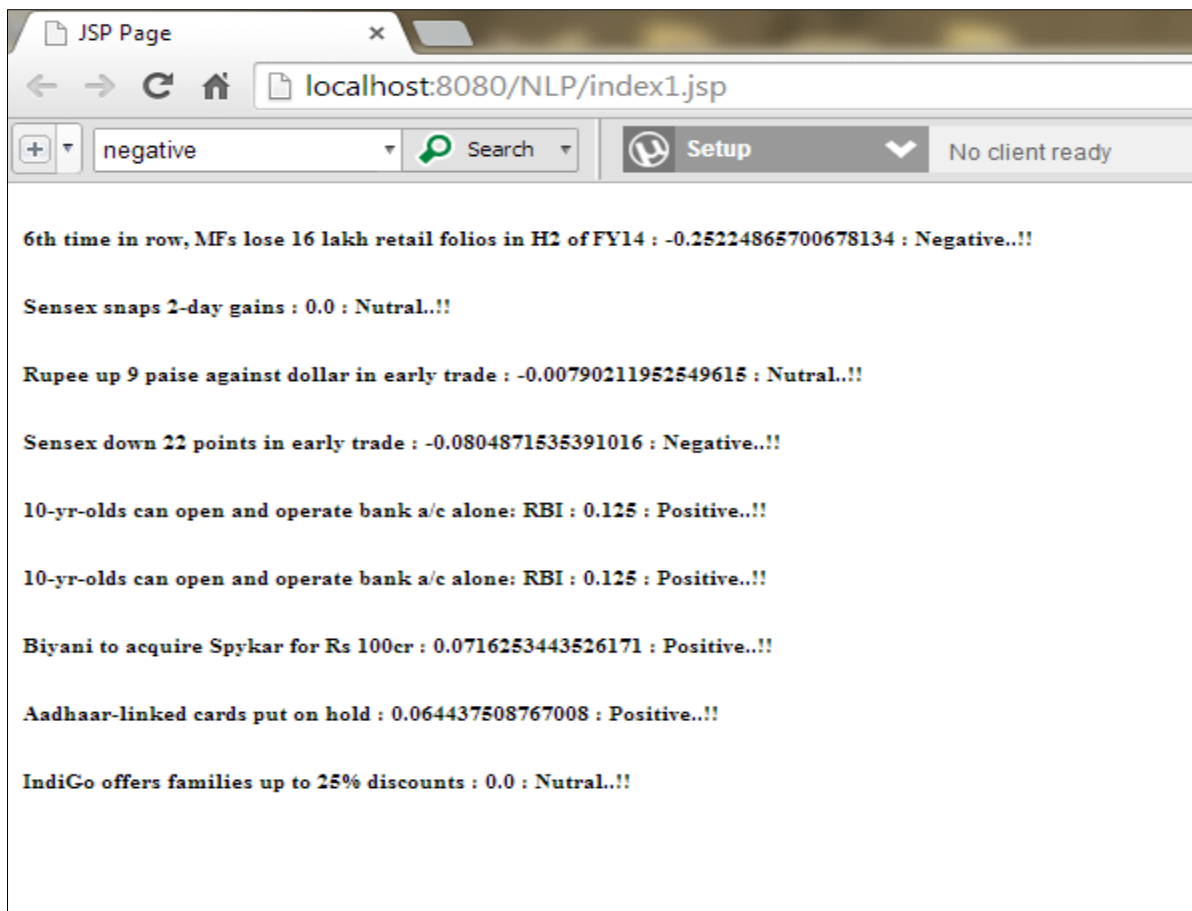 JSP Page
localhost:8080/NLP/index1.jsp
negative Search Setup No client ready
6th time in row, MFs lose 16 lakh retail folios in H2 of FY14 : -0.25224865700678134 : Negative..!!
Sensex snaps 2-day gains : 0.0 : Nutral..!!
Rupee up 9 paise against dollar in early trade : -0.00790211952549615 : Nutral..!!
Sensex down 22 points in early trade : -0.0804871535391016 : Negative..!!
10-yr-olds can open and operate bank a/c alone: RBI : 0.125 : Positive..!!
10-yr-olds can open and operate bank a/c alone: RBI : 0.125 : Positive..!!
Biyani to acquire Spykar for Rs 100cr : 0.0716253443526171 : Positive..!!
Aadhaar-linked cards put on hold : 0.064437508767008 : Positive..!!
IndiGo offers families up to 25% discounts : 0.0 : Nutral..!!